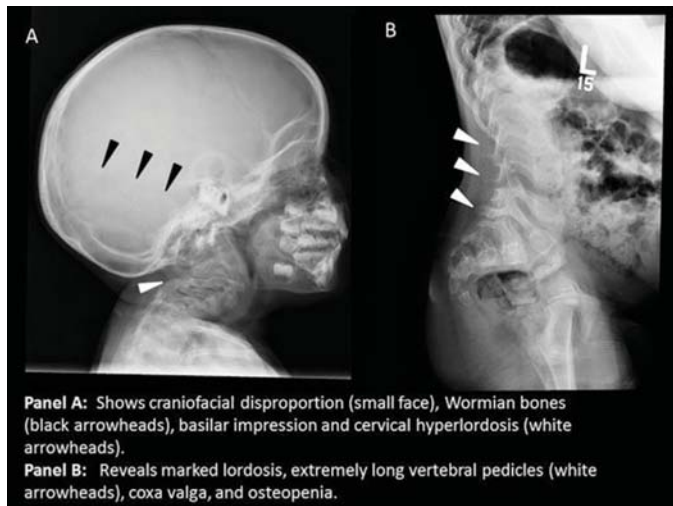 A
B
L
15
Panel A: Shows craniofacial disproportion (small face), Wormian bones
(black arrowheads), basilar impression and cervical hyperlordosis (white
arrowheads).
Panel B: Reveals marked lordosis, extremely long vertebral pedicles (white
arrowheads), coxa valga, and osteopenia.